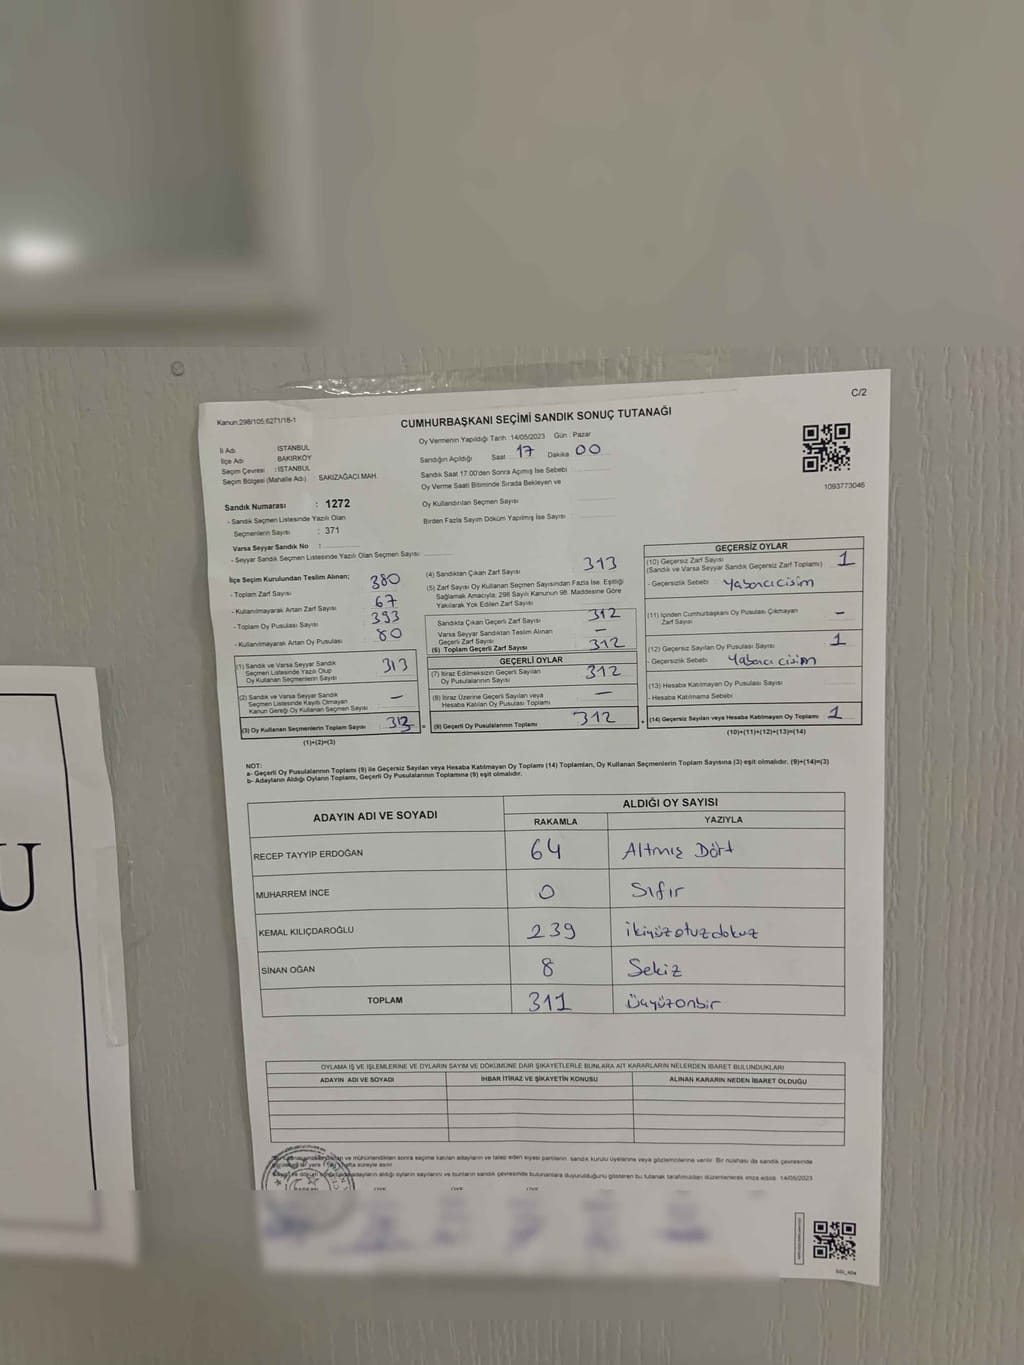 C/2
Kanun:298/105:6271/18-1
CUMHURBAŞKANI SEÇİMİ SANDIK SONUÇ TUTANAĞI
İl Adı : İSTANBUL
İlçe Adı : BAKIRKÖY
Seçim Çevresi : İSTANBUL
Seçim Bölgesi (Mahalle Adı) : SAKIZAĞACI MAH.
Oy Vermenin Yapıldığı Tarih :14/05/2023 Gün : Pazar
Sandığın Açıldığı Saat : 17 Dakika : 00
Sandık Saat 17:00'den Sonra Açımış İse Sebebi :
Oy Verme Saati Bitiminde Sırada Bekleyen ve
Oy Kullandırılan Seçmen Sayısı :
Birden Fazla Sayım Döküm Yapılmış İse Sayısı :
1093773046
Sandık Numarası : 1272
- Sandık Seçmen Listesinde Yazılı Olan
Seçmenlerin Sayısı : 371
Varsa Seyyar Sandık No :
- Seyyar Sandık Seçmen Listesinde Yazılı Olan Seçmen Sayısı:
İlçe Seçim Kurulundan Teslim Alınan;
- Toplam Zarf Sayısı : 380
- Kullanılmayarak Artan Zarf Sayısı : 67
- Toplam Oy Pusulası Sayısı : 393
- Kullanılmayarak Artan Oy Pusulası : 80
(1) Sandık ve Varsa Seyyar Sandık
Seçmen Listesinde Yazılı Olup
Oy Kullanan Seçmenlerin Sayısı : 313
(2) Sandık ve Varsa Seyyar Sandık
Seçmen Listesinde Kayıtlı Olmayan
Kanun Gereği Oy Kullanan Seçmen Sayısı : —
(3) Oy Kullanan Seçmenlerin Toplam Sayısı : 313 =
(1)+(2)=(3)
(4) Sandıktan Çıkan Zarf Sayısı : 313
(5) Zarf Sayısı Oy Kullanan Seçmen Sayısından Fazla İse, Eşitliği
Sağlamak Amacıyla; 298 Sayılı Kanunun 98. Maddesine Göre
Yakılarak Yok Edilen Zarf Sayısı :
Sandıkta Çıkan Geçerli Zarf Sayısı : 312
Varsa Seyyar Sandıktan Teslim Alınan
Geçerli Zarf Sayısı : —
(6) Toplam Geçerli Zarf Sayısı : 312
GEÇERLİ OYLAR
(7) İtiraz Edilmeksizin Geçerli Sayılan
Oy Pusulalarının Sayısı : 312
(8) İtiraz Üzerine Geçerli Sayılan veya
Hesaba Katılan Oy Pusulası Toplamı : —
(9) Geçerli Oy Pusulalarının Toplamı : 312 +
GEÇERSİZ OYLAR
(10) Geçersiz Zarf Sayısı : 1
(Sandık ve Varsa Seyyar Sandık Geçersiz Zarf Toplamı)
- Geçersizlik Sebebi : Yabancı cisim
(11) İçinden Cumhurbaşkanı Oy Pusulası Çıkmayan
Zarf Sayısı : —
(12) Geçersiz Sayılan Oy Pusulası Sayısı : 1
- Geçersizlik Sebebi : Yabancı cisim
(13) Hesaba Katılmayan Oy Pusulası Sayısı :
- Hesaba Katılmama Sebebi :
(14) Geçersiz Sayılan veya Hesaba Katılmayan Oy Toplamı : 1
(10)+(11)+(12)+(13)=(14)
NOT:
a- Geçerli Oy Pusulalarının Toplamı (9) ile Geçersiz Sayılan veya Hesaba Katılmayan Oy Toplamı (14) Toplamları, Oy Kullanan Seçmenlerin Toplam Sayısına (3) eşit olmalıdır. (9)+(14)=(3)
b- Adayların Aldığı Oyların Toplamı, Geçerli Oy Pusulalarının Toplamına (9) eşit olmalıdır.
ADAYIN ADI VE SOYADI
ALDIĞI OY SAYISI
RAKAMLA YAZIYLA
RECEP TAYYİP ERDOĞAN 64 Altmış Dört
MUHARREM İNCE 0 Sıfır
KEMAL KILIÇDAROĞLU 239 ikiyüzotuzdokuz
SİNAN OĞAN 8 Sekiz
TOPLAM 311 üçyüzonbir
OYLAMA İŞ VE İŞLEMLERİNE VE OYLARIN SAYIM VE DÖKÜMÜNE DAİR ŞİKAYETLERLE BUNLARA AİT KARARLARIN NELERDEN İBARET BULUNDUKLARI
ADAYIN ADI VE SOYADI İHBAR İTİRAZ VE ŞİKAYETİN KONUSU ALINAN KARARIN NEDEN İBARET OLDUĞU
ve mühürlendikten sonra seçime katılan adayların ve talep eden siyasi partilerin, sandık kurulu üyelerine veya gözlemcilerine verilir. Bir nüshası da sandık çevresinde
hafta süreyle asılır.
adayların aldığı oyların sayılarını ve bunların sandık çevresinde bulunanlara duyurulduğunu gösteren bu tutanak tarafımızdan düzenlenerek imza edildi. 14/05/2023
ÜYE ÜYE ÜYE
U